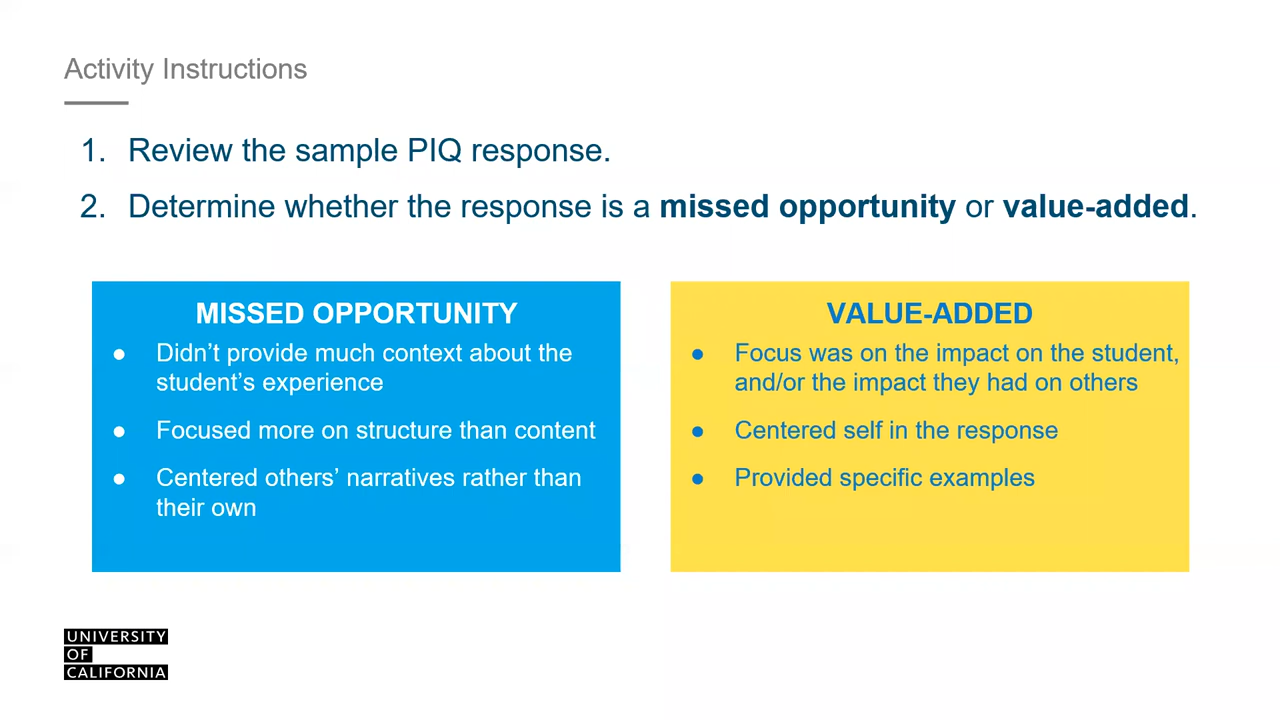 Activity Instructions
1. Review the sample PIQ response.
2. Determine whether the response is a missed opportunity or value-added.
MISSED OPPORTUNITY
● Didn’t provide much context about the
student’s experience
● Focused more on structure than content
● Centered others’ narratives rather than
their own
VALUE-ADDED
● Focus was on the impact on the student,
and/or the impact they had on others
● Centered self in the response
● Provided specific examples
UNIVERSITY
OF
CALIFORNIA